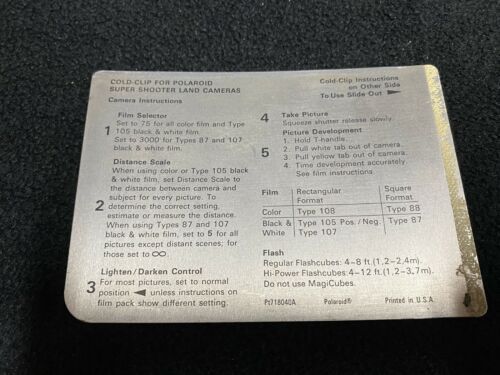 COLD-CLIP FOR POLAROID
SUPER SHOOTER LAND CAMERAS
Camera Instructions
Cold-Clip Instructions
on Other Side
To Use Slide Out
Film Selector
1 Set to 75 for all color film and Type
105 black & white film.
Set to 3000 for Types 87 and 107
black & white film.
Distance Scale
When using color or Type 105 black
& white film, set Distance Scale to
the distance between camera and
subject for every picture. To
2 determine the correct setting,
estimate or measure the distance.
When using Types 87 and 107
black & white film, set to 5 for all
pictures except distant scenes; for
those set to ∞.
Lighten/Darken Control
3 For most pictures, set to normal
position ◄ unless instructions on
film pack show different setting.
4 Take Picture
Squeeze shutter release slowly.
Picture Development
1. Hold T-handle...
5 2. Pull white tab out of camera.
3. Pull yellow tab out of camera.
4. Time development accurately.
See film instructions.
Film Rectangular Format Square Format
Color Type 108 Type 88
Black & White Type 105 Pos./Neg. Type 87
Type 107
Flash
Regular Flashcubes: 4-8 ft.(1,2-2,4m).
Hi-Power Flashcubes: 4-12 ft.(1,2-3,7m).
Do not use MagiCubes.
Pt718040A Polaroid® Printed in U.S.A.